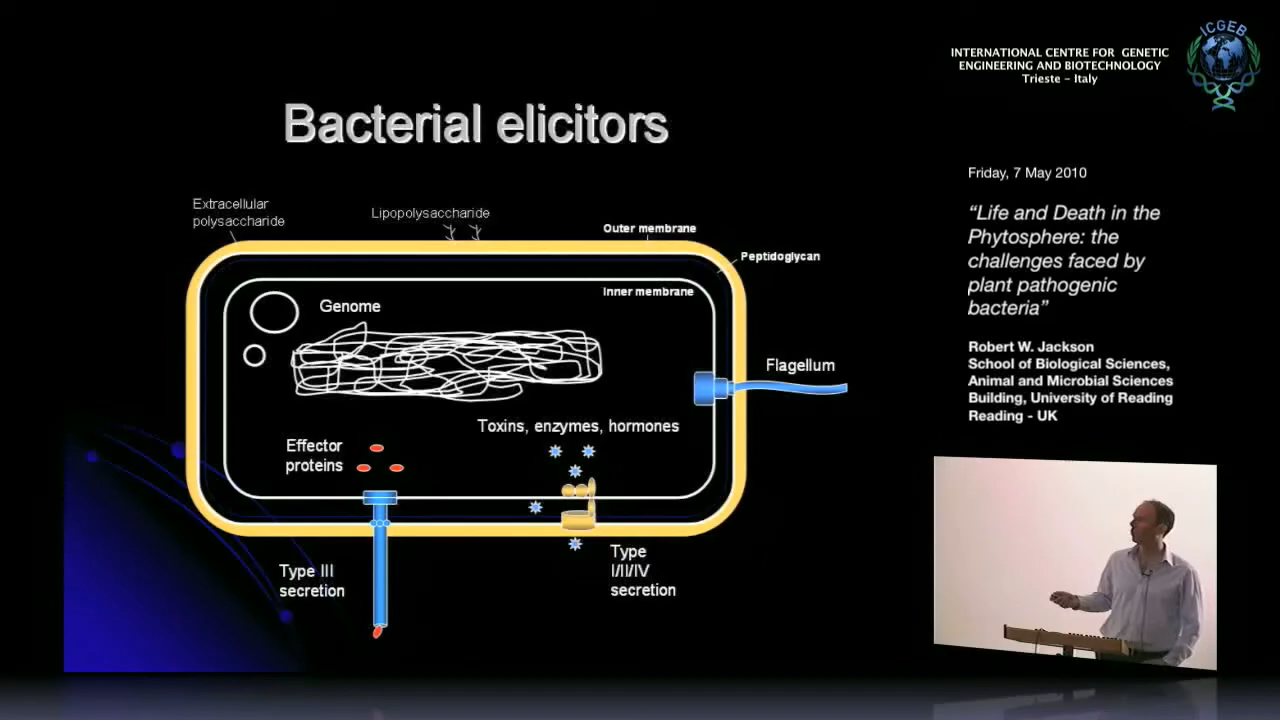 ICGEB
INTERNATIONAL CENTRE FOR GENETIC
ENGINEERING AND BIOTECHNOLOGY
Trieste - Italy
Bacterial elicitors
Extracellular
polysaccharide
Lipopolysaccharide
Outer membrane
Peptidoglycan
Inner membrane
Genome
Flagellum
Toxins, enzymes, hormones
Effector
proteins
Type III
secretion
Type
I/II/IV
secretion
Friday, 7 May 2010
“Life and Death in the
Phytosphere: the
challenges faced by
plant pathogenic
bacteria”
Robert W. Jackson
School of Biological Sciences,
Animal and Microbial Sciences
Building, University of Reading
Reading - UK